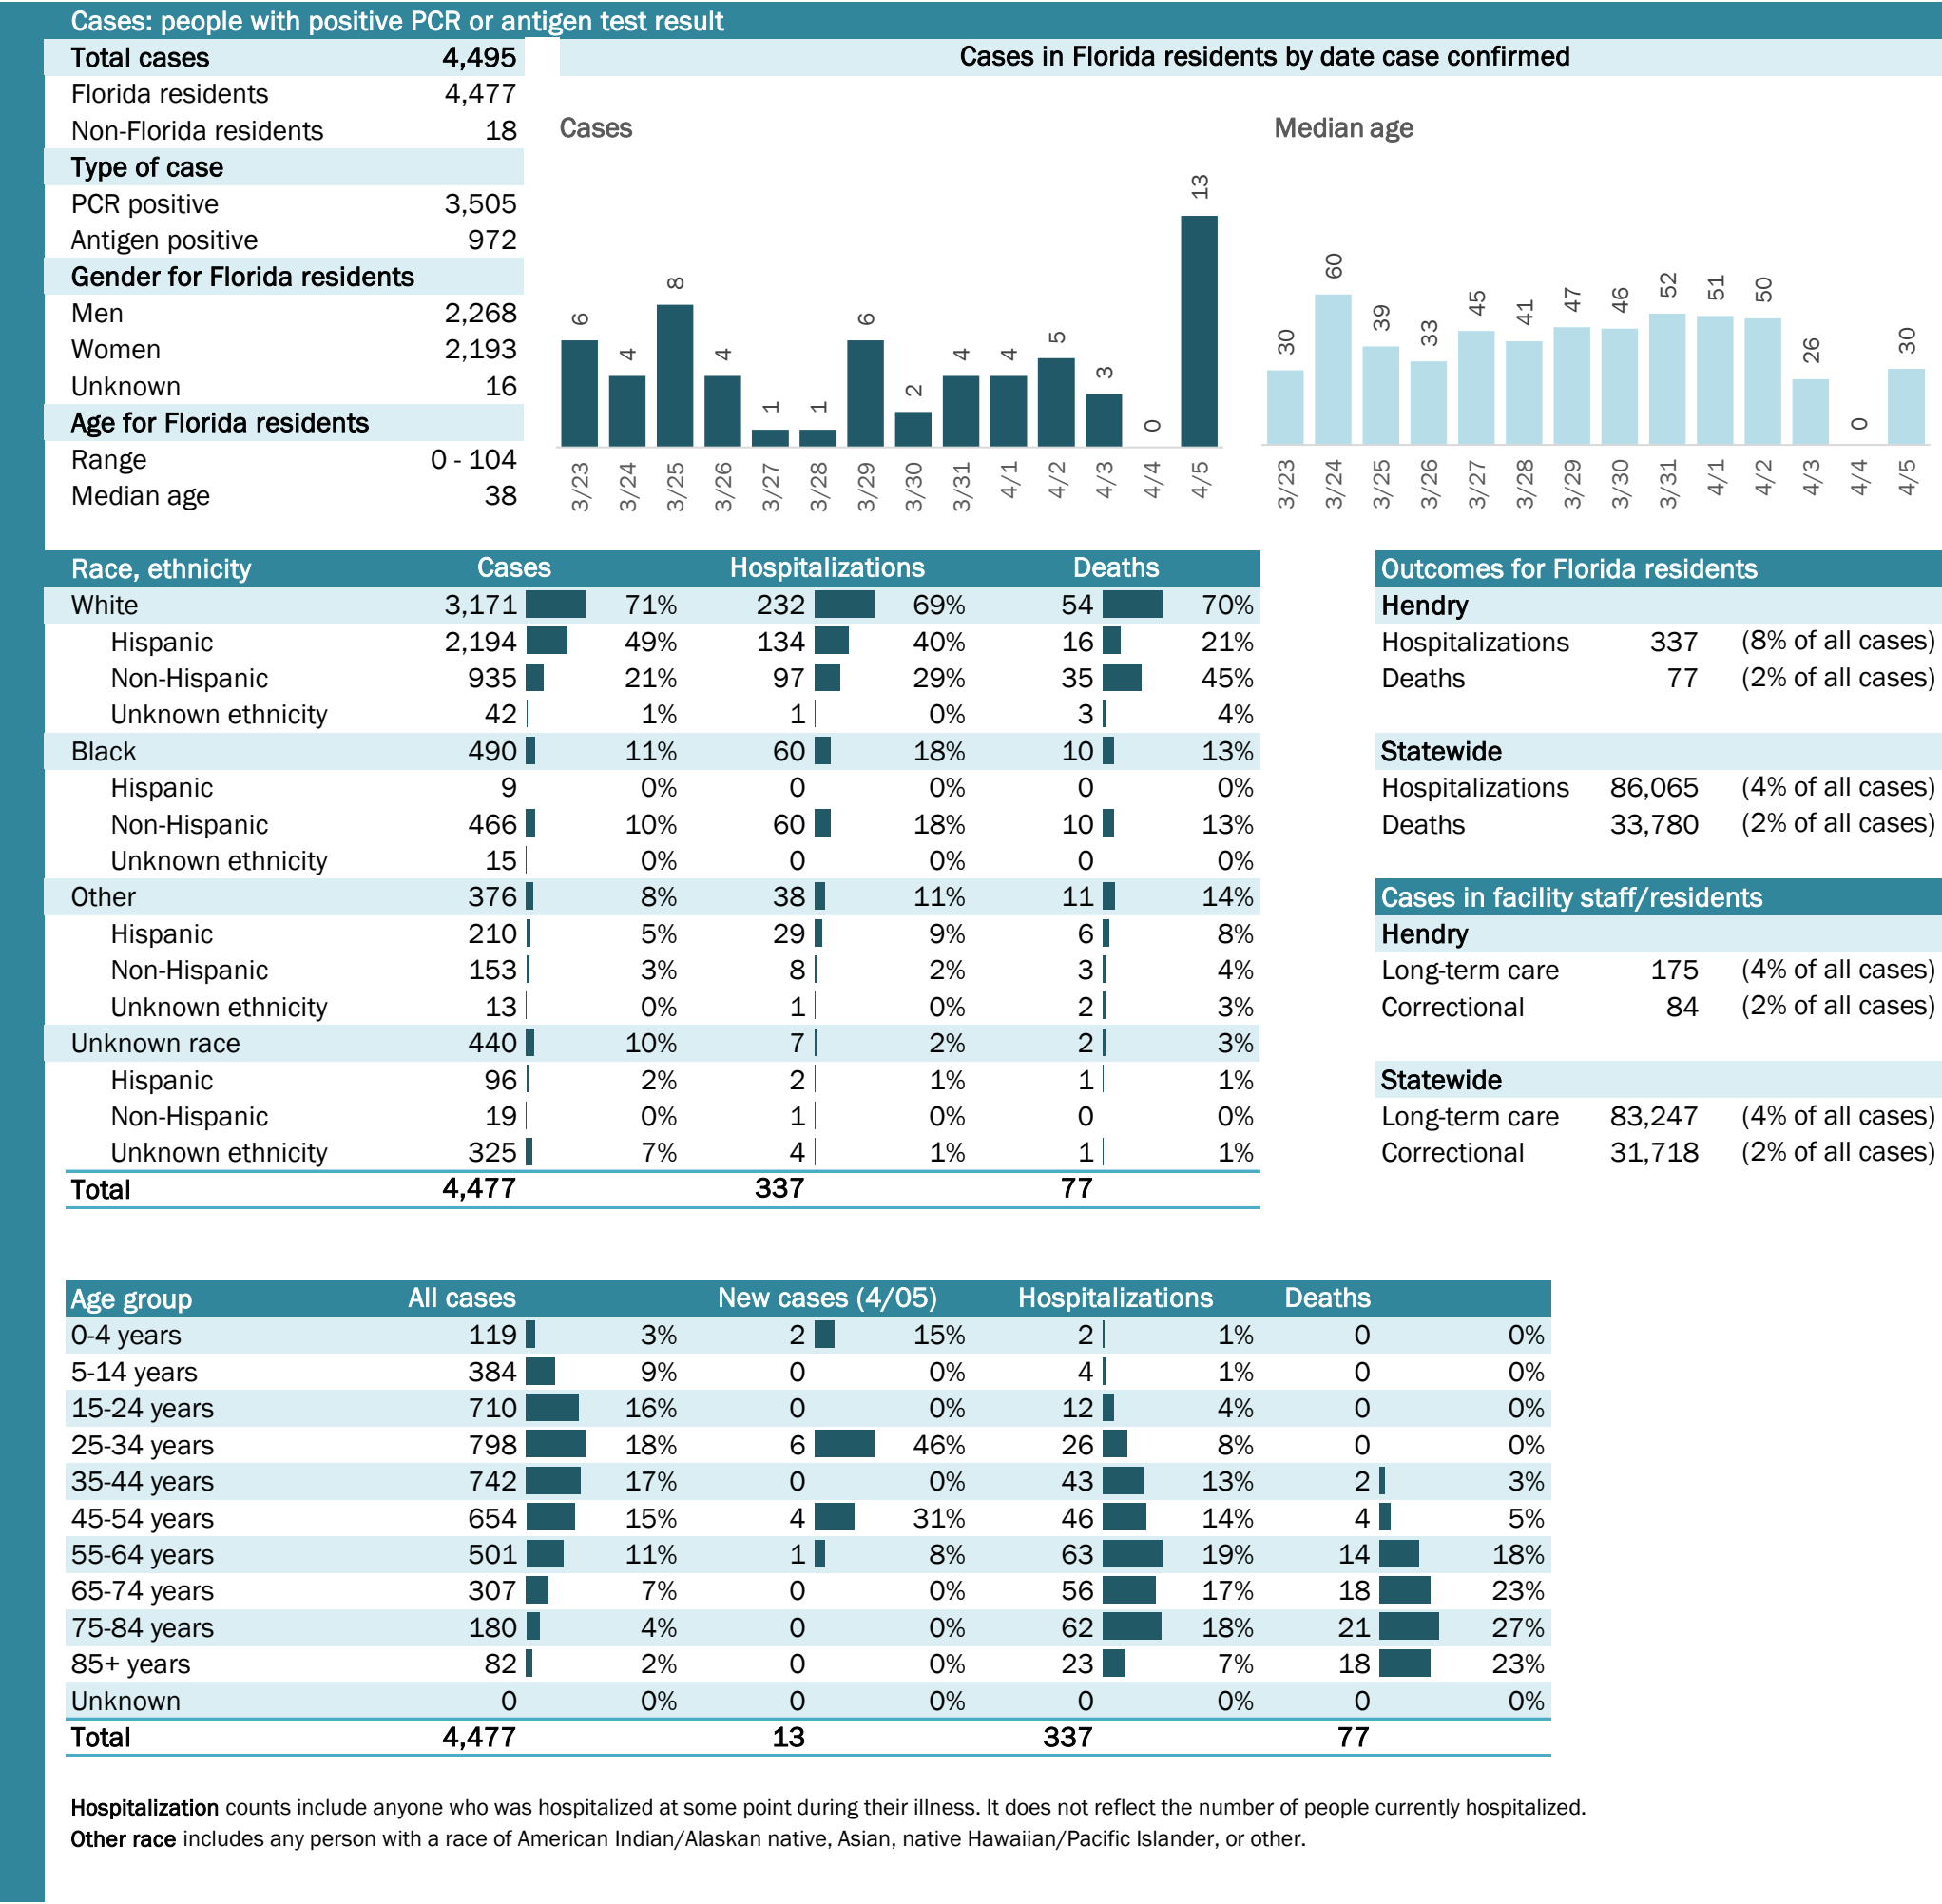 Cases: people with positive PCR or antigen test result
Total cases 4,495
Florida residents 4,477
Non-Florida residents 18
Type of case
PCR positive 3,505
Antigen positive 972
Gender for Florida residents
Men 2,268
Women 2,193
Unknown 16
Age for Florida residents
Range 0 - 104
Median age 38
Cases in Florida residents by date case confirmed
Cases
6 4 8 4 1 1 6 2 4 4 5 3 0 13
3/23 3/24 3/25 3/26 3/27 3/28 3/29 3/30 3/31 4/1 4/2 4/3 4/4 4/5
Median age
30 60 39 33 45 41 47 46 52 51 50 26 0 30
3/23 3/24 3/25 3/26 3/27 3/28 3/29 3/30 3/31 4/1 4/2 4/3 4/4 4/5
Race, ethnicity Cases Hospitalizations Deaths
White 3,171 71% 232 69% 54 70%
Hispanic 2,194 49% 134 40% 16 21%
Non-Hispanic 935 21% 97 29% 35 45%
Unknown ethnicity 42 1% 1 0% 3 4%
Black 490 11% 60 18% 10 13%
Hispanic 9 0% 0 0% 0 0%
Non-Hispanic 466 10% 60 18% 10 13%
Unknown ethnicity 15 0% 0 0% 0 0%
Other 376 8% 38 11% 11 14%
Hispanic 210 5% 29 9% 6 8%
Non-Hispanic 153 3% 8 2% 3 4%
Unknown ethnicity 13 0% 1 0% 2 3%
Unknown race 440 10% 7 2% 2 3%
Hispanic 96 2% 2 1% 1 1%
Non-Hispanic 19 0% 1 0% 0 0%
Unknown ethnicity 325 7% 4 1% 1 1%
Total 4,477 337 77
Outcomes for Florida residents
Hendry
Hospitalizations 337 (8% of all cases)
Deaths 77 (2% of all cases)
Statewide
Hospitalizations 86,065 (4% of all cases)
Deaths 33,780 (2% of all cases)
Cases in facility staff/residents
Hendry
Long-term care 175 (4% of all cases)
Correctional 84 (2% of all cases)
Statewide
Long-term care 83,247 (4% of all cases)
Correctional 31,718 (2% of all cases)
Age group All cases New cases (4/05) Hospitalizations Deaths
0-4 years 119 3% 2 15% 2 1% 0 0%
5-14 years 384 9% 0 0% 4 1% 0 0%
15-24 years 710 16% 0 0% 12 4% 0 0%
25-34 years 798 18% 6 46% 26 8% 0 0%
35-44 years 742 17% 0 0% 43 13% 2 3%
45-54 years 654 15% 4 31% 46 14% 4 5%
55-64 years 501 11% 1 8% 63 19% 14 18%
65-74 years 307 7% 0 0% 56 17% 18 23%
75-84 years 180 4% 0 0% 62 18% 21 27%
85+ years 82 2% 0 0% 23 7% 18 23%
Unknown 0 0% 0 0% 0 0% 0 0%
Total 4,477 13 337 77
Hospitalization counts include anyone who was hospitalized at some point during their illness. It does not reflect the number of people currently hospitalized.
Other race includes any person with a race of American Indian/Alaskan native, Asian, native Hawaiian/Pacific Islander, or other.